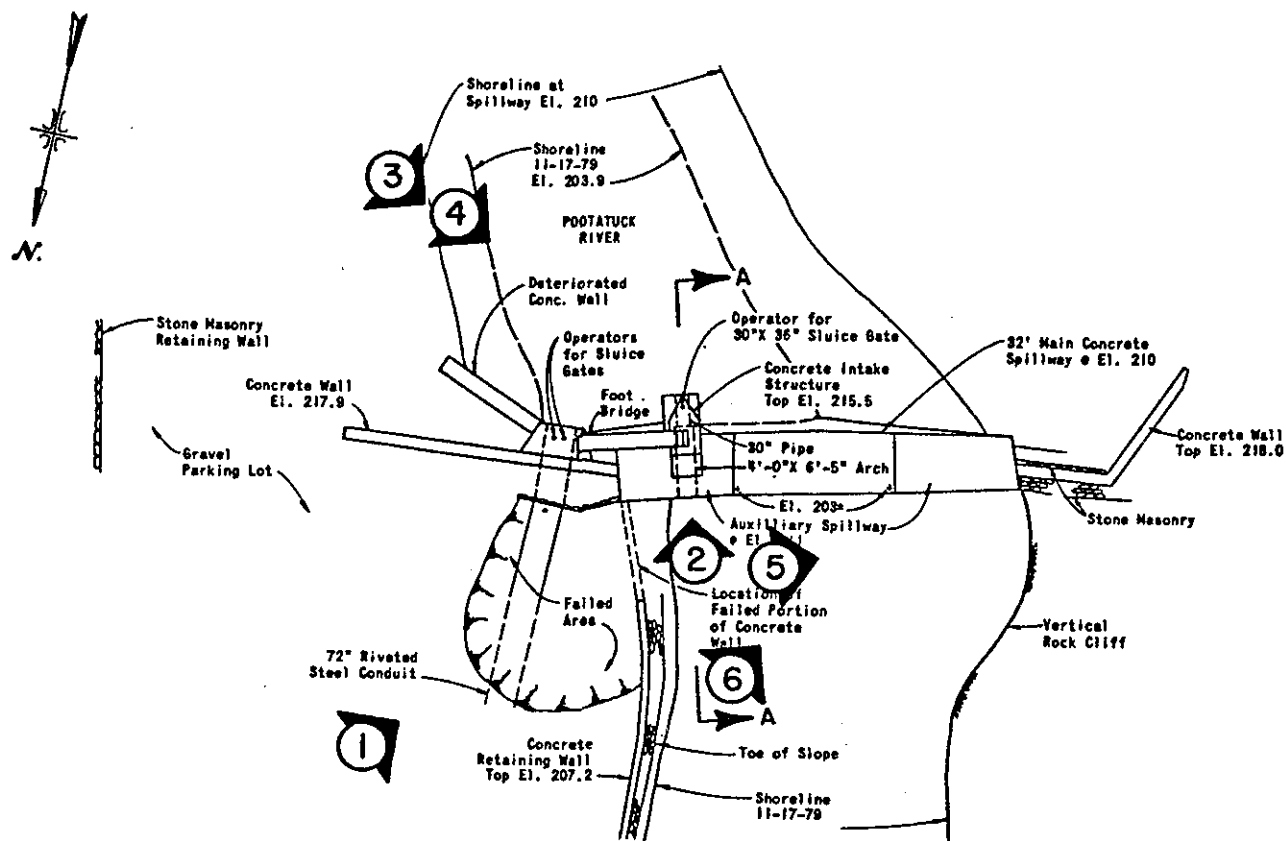 Shoreline at
Spillway El. 210
Shoreline
11-17-79
El. 203.9
3
4
N.
POOTATUCK
RIVER
A
Deteriorated
Conc. Wall
Stone Masonry
Retaining Wall
Operators
for Sluice
Gates
Operator for
30"X 36" Sluice Gate
32' Main Concrete
Spillway @ El. 210
Concrete Intake
Structure
Top El. 215.5
Concrete Wall
El. 217.9
Foot
Bridge
Concrete Wall
Top El. 218.0
Gravel
Parking Lot
30" Pipe
4'-0"X 6'-5" Arch
El. 203±
Stone Masonry
Auxilliary Spillway
@ El.
2
5
Failed
Area
Location of
Failed Portion
of Concrete
Wall
Vertical
Rock Cliff
72" Riveted
Steel Conduit
6
A
1
Concrete
Retaining Wall
Top El. 207.2
Toe of Slope
Shoreline
11-17-79